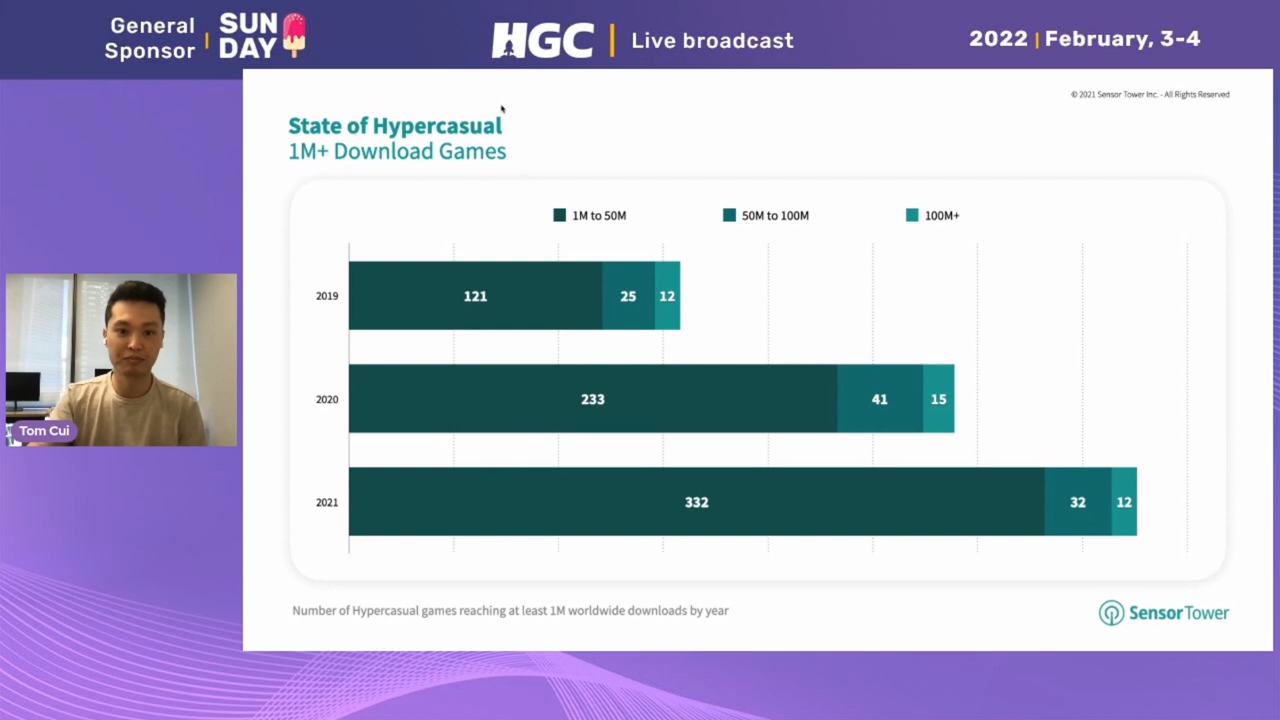 General
Sponsor
SUN
DAY
HGC
Live broadcast
2022 | February, 3-4
© 2021 Sensor Tower Inc. - All Rights Reserved
State of Hypercasual
1M+ Download Games
1M to 50M
50M to 100M
100M+
2019
121
25
12
2020
233
41
15
2021
332
32
12
Tom Cui
Number of Hypercasual games reaching at least 1M worldwide downloads by year
SensorTower